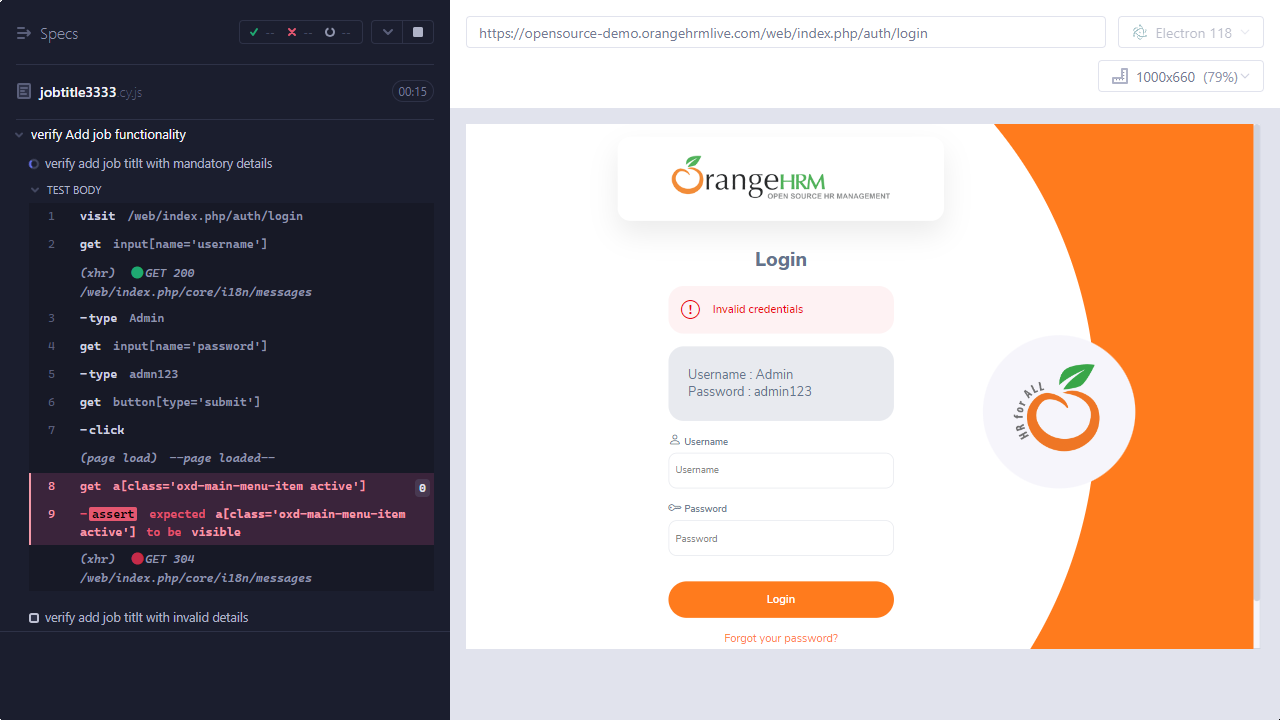 Specs
-- -- --
jobtitle3333.cy.js
00:15
verify Add job functionality
verify add job titlt with mandatory details
TEST BODY
1 visit /web/index.php/auth/login
2 get input[name='username']
(xhr) GET 200
/web/index.php/core/i18n/messages
3 -type Admin
4 get input[name='password']
5 -type admn123
6 get button[type='submit']
7 -click
(page load) --page loaded--
8 get a[class='oxd-main-menu-item active'] 0
9 -assert expected a[class='oxd-main-menu-item
active'] to be visible
(xhr) GET 304
/web/index.php/core/i18n/messages
verify add job titlt with invalid details
https://opensource-demo.orangehrmlive.com/web/index.php/auth/login
Electron 118
1000x660 (79%)
OrangeHRM
OPEN SOURCE HR MANAGEMENT
Login
Invalid credentials
Username : Admin
Password : admin123
Username
Username
Password
Password
Login
Forgot your password?
HR for ALL